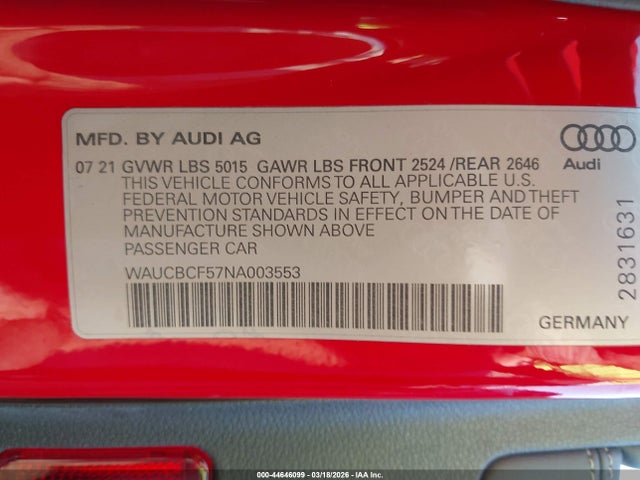 MFD. BY AUDI AG
07 21 GVWR LBS 5015 GAWR LBS FRONT 2524 /REAR 2646
THIS VEHICLE CONFORMS TO ALL APPLICABLE U.S.
FEDERAL MOTOR VEHICLE SAFETY, BUMPER AND THEFT
PREVENTION STANDARDS IN EFFECT ON THE DATE OF
MANUFACTURE SHOWN ABOVE
PASSENGER CAR
WAUCBCF57NA003553
Audi
2831631
GERMANY
000-44646099 - 03/18/2026 - IAA Inc.